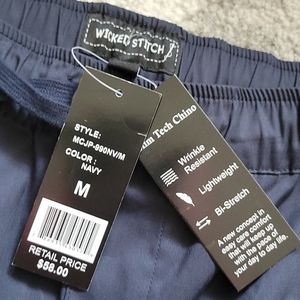 WICKED STITCH
STYLE:
MCJP-990NV/M
COLOR :
NAVY
M
RETAIL PRICE
$58.00
Tech Chino
Wrinkle
Resistant
Lightweight
Bi-Stretch
A new concept in
easy care comfort
that will keep up
with the pace of
your day to day life.